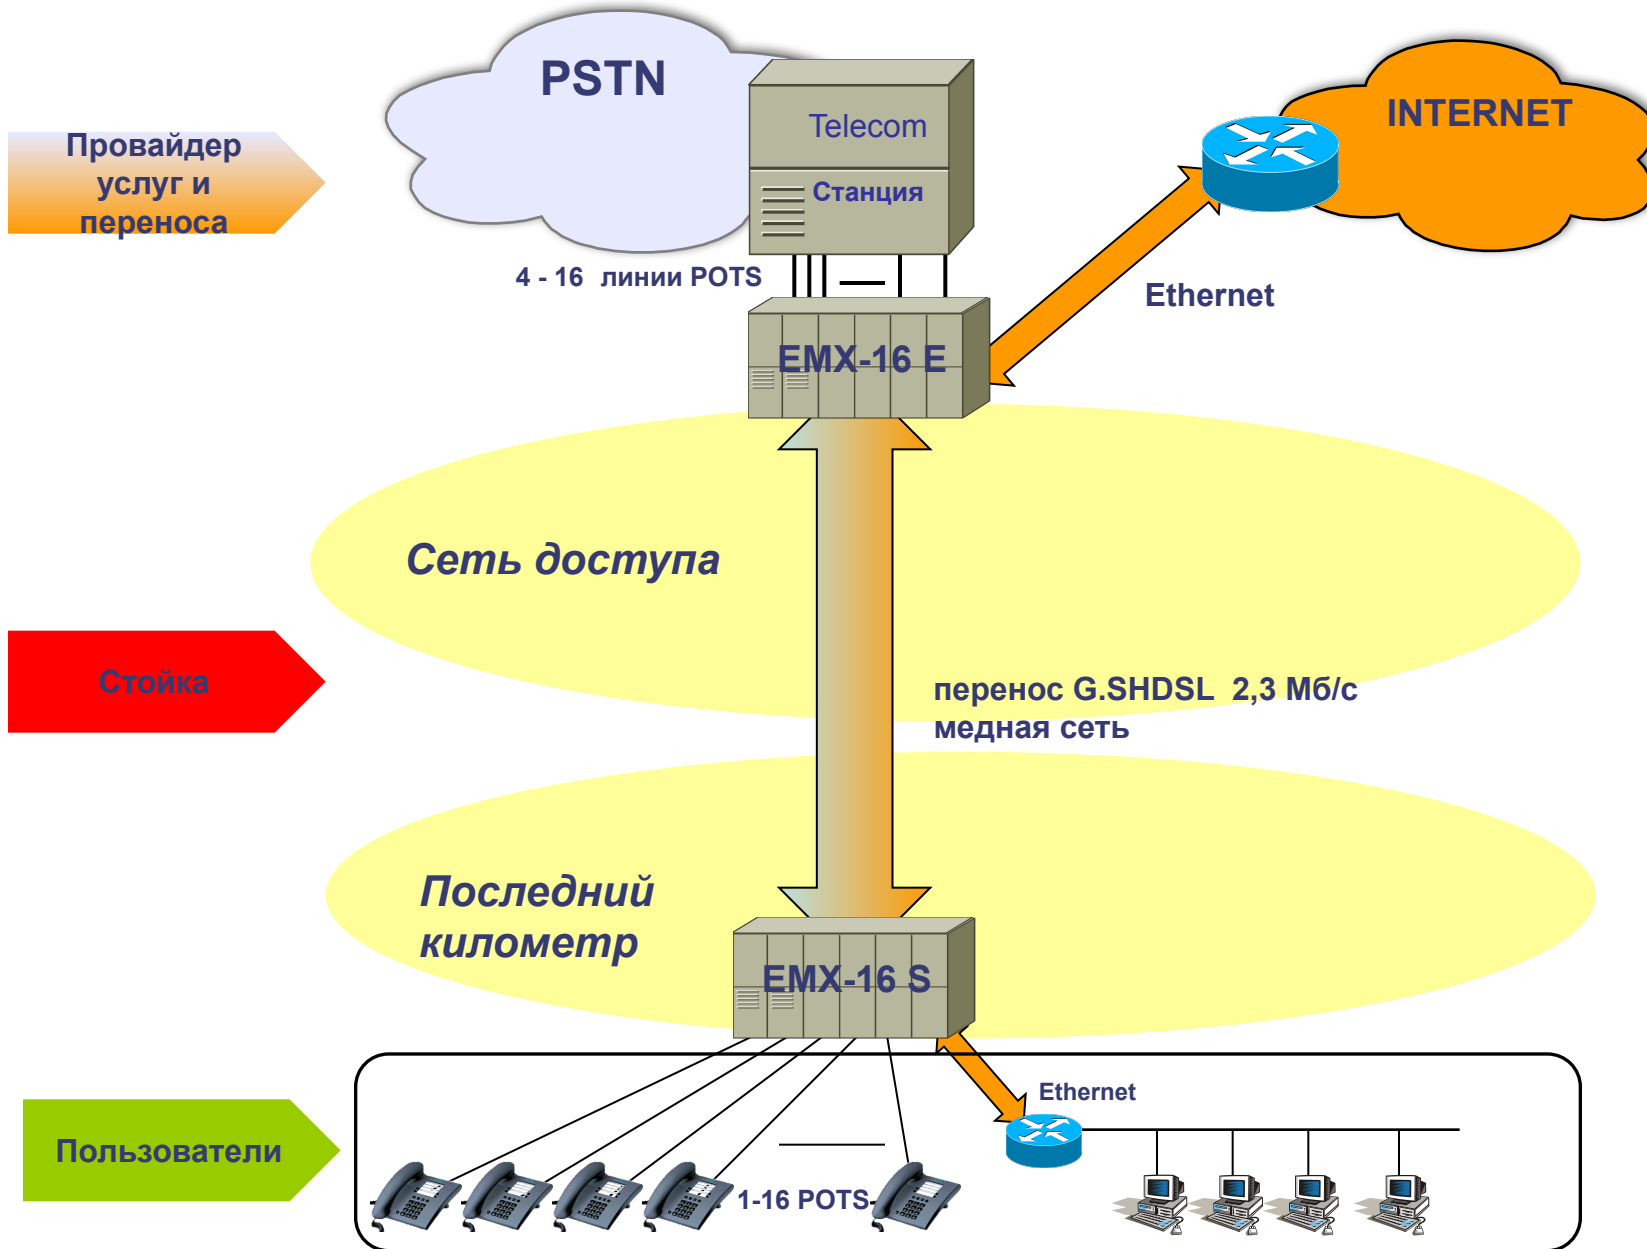 PSTN
INTERNET
Telecom
Станция
Провайдер
услуг и
переноса
4 - 16 линии POTS
Ethernet
EMX-16 E
Сеть доступа
Стойка
перенос G.SHDSL 2,3 Мб/с
медная сеть
Последний
километр
EMX-16 S
Ethernet
Пользователи
1-16 POTS